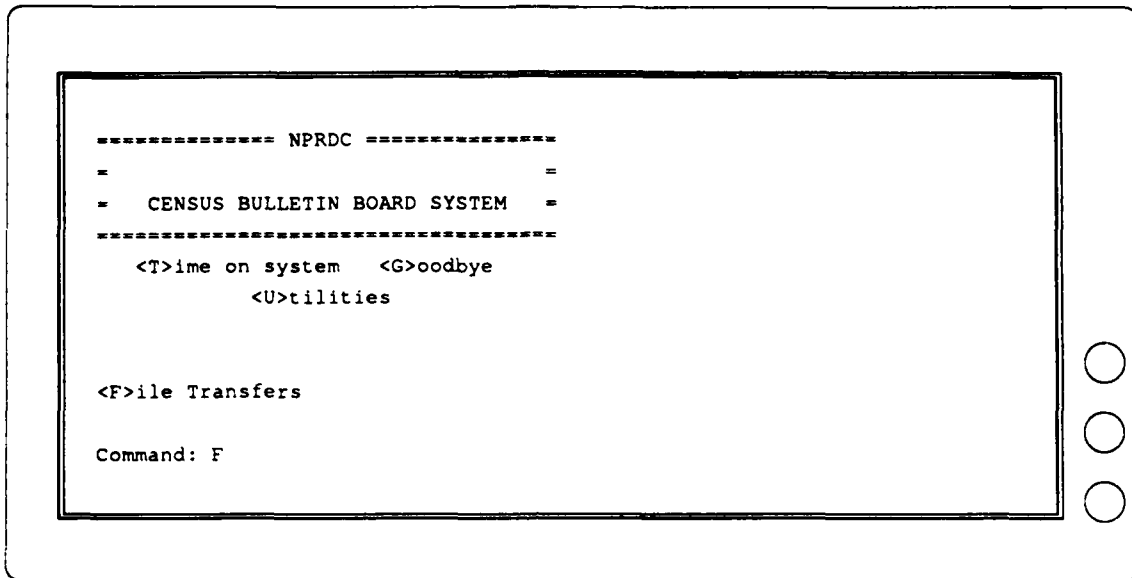 ============== NPRDC ===============
= =
= CENSUS BULLETIN BOARD SYSTEM =
====================================
<T>ime on system <G>oodbye
<U>tilities
<F>ile Transfers
Command: F